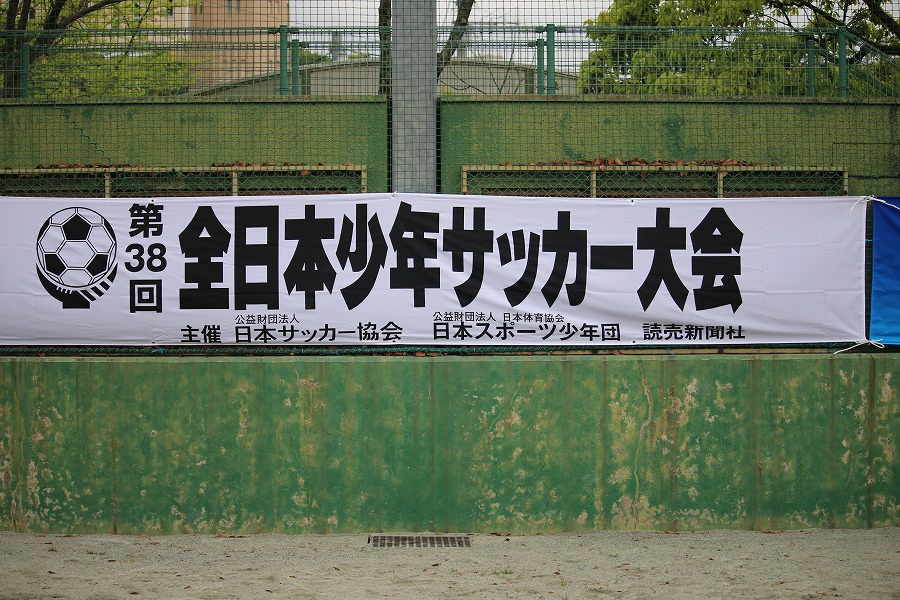 第38回
全日本少年サッカー大会
公益財団法人 公益財団法人 日本体育協会
主催 日本サッカー協会 日本スポーツ少年団 読売新聞社